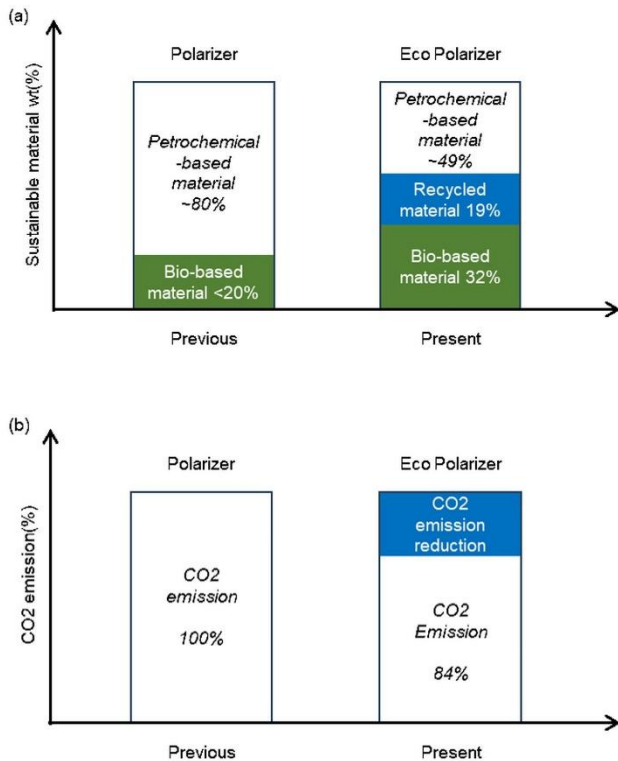 (a)
Sustainable material wt(%)
Polarizer
Eco Polarizer
Petrochemical
-based
material
~80%
Bio-based
material <20%
Petrochemical
-based
material
~49%
Recycled
material 19%
Bio-based
material 32%
Previous
Present
(b)
CO2 emission(%)
Polarizer
Eco Polarizer
CO2
emission
100%
CO2
emission
reduction
CO2
Emission
84%
Previous
Present